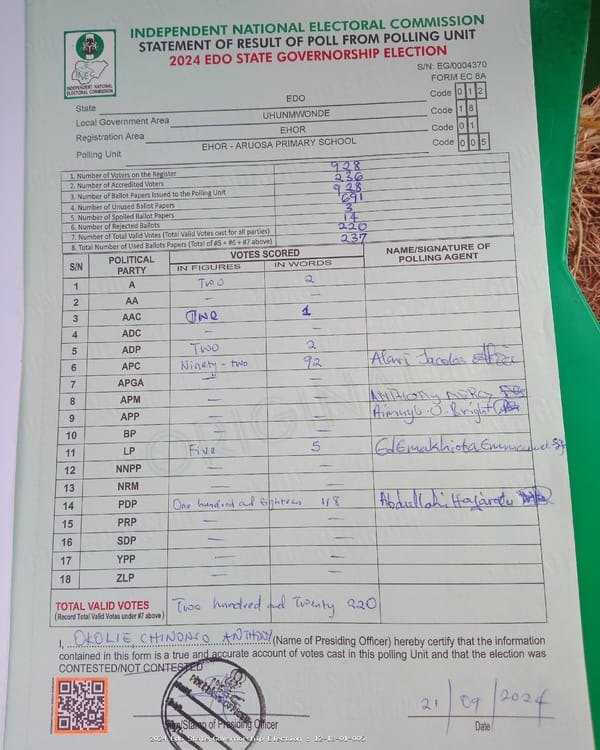 INDEPENDENT NATIONAL ELECTORAL COMMISSION
STATEMENT OF RESULT OF POLL FROM POLLING UNIT
2024 EDO STATE GOVERNORSHIP ELECTION
INEC
INDEPENDENT NATIONAL
ELECTORAL COMMISSION
S/N: EG/0004370
FORM EC 8A
State EDO Code 0 1 2
Local Government Area UHUNMWONDE Code 1 8
Registration Area EHOR Code 0 1
Polling Unit EHOR - ARUOSA PRIMARY SCHOOL Code 0 0 5
1. Number of Voters on the Register 928
2. Number of Accredited Voters 236
3. Number of Ballot Papers Issued to the Polling Unit 928
4. Number of Unused Ballot Papers 691
5. Number of Spoiled Ballot Papers 3
6. Number of Rejected Ballots 14
7. Number of Total Valid Votes (Total Valid Votes cast for all parties) 220
8. Total Number of Used Ballots Papers (Total of #5 + #6 + #7 above) 237
S/N POLITICAL PARTY VOTES SCORED NAME/SIGNATURE OF POLLING AGENT
IN FIGURES IN WORDS
1 A Two 2
2 AA — —
3 AAC One 1
4 ADC — —
5 ADP Two 2
6 APC Ninety-two 92 Alari Jacobs
7 APGA — —
8 APM — — ANTHONY MERCY
9 APP — — O. Bright
10 BP — —
11 LP Five 5 Emmanuel
12 NNPP — —
13 NRM — —
14 PDP One hundred and Eighteen 118 Abdullahi
15 PRP — —
16 SDP — —
17 YPP — —
18 ZLP — —
TOTAL VALID VOTES Two hundred and Twenty 220
(Record Total Valid Votes under #7 above)
I, OKOLIE, CHINONSO ANTHONY (Name of Presiding Officer) hereby certify that the information
contained in this form is a true and accurate account of votes cast in this polling Unit and that the election was
CONTESTED/NOT CONTESTED
21/09/2024
/Stamp of Presiding Officer Date
2024 Edo State Governorship Election - 12-18-01-005
ORIGINAL